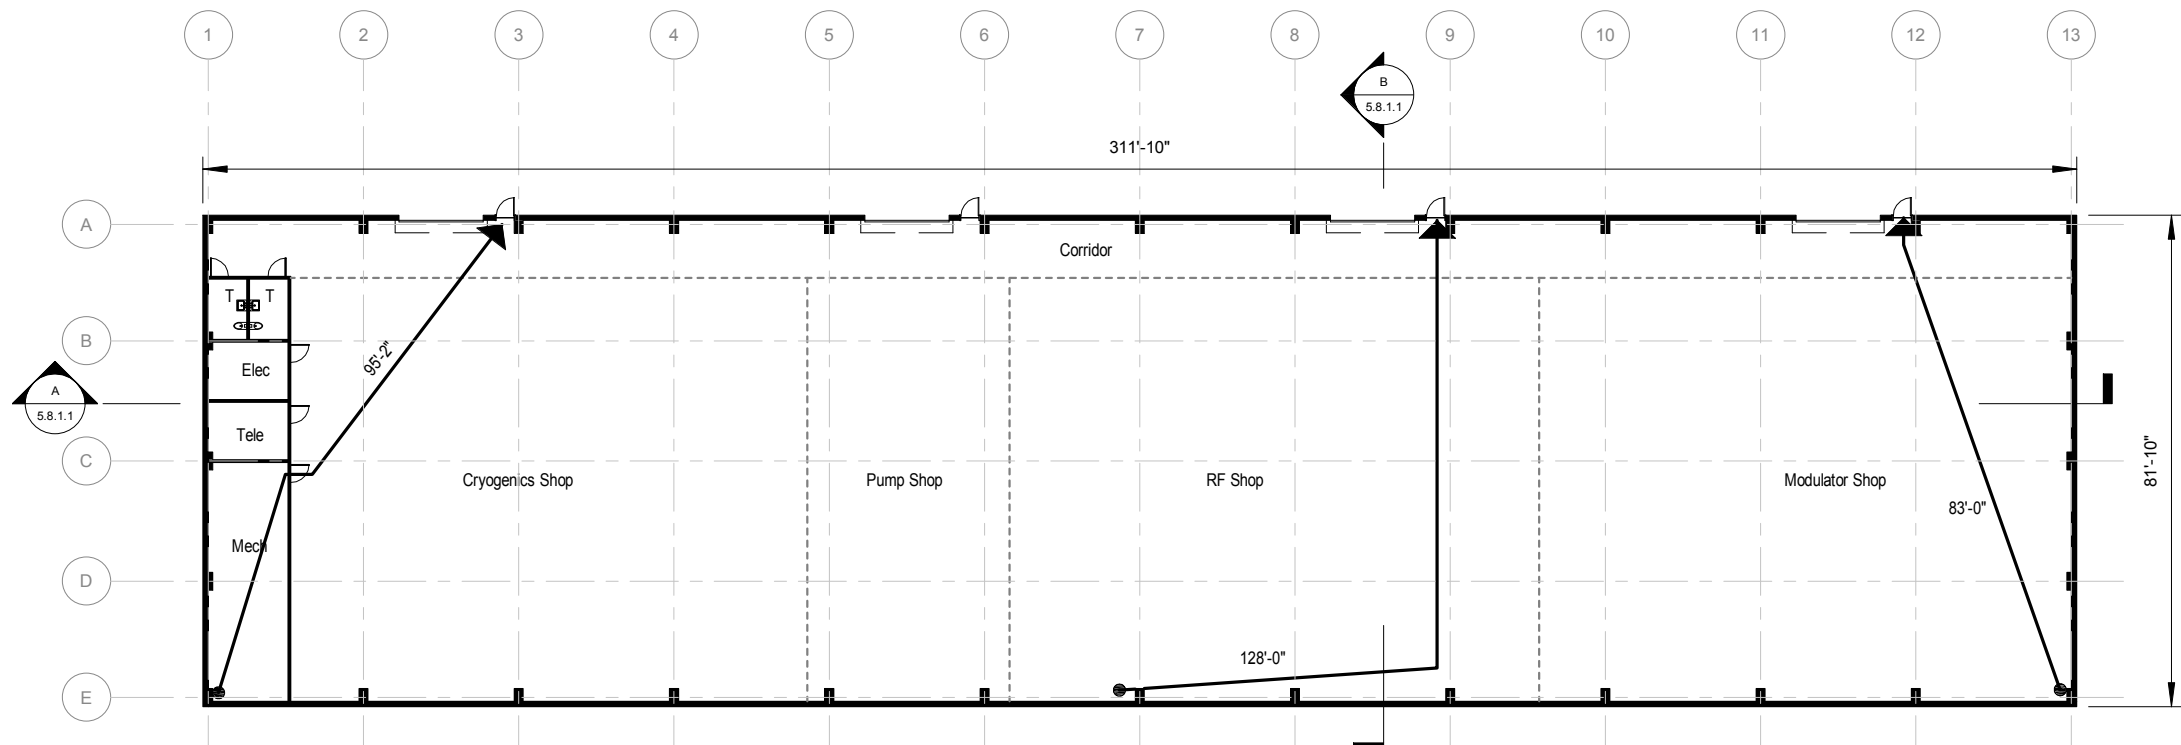 1 2 3 4 5 6 7 8 9 10 11 12 13
B
5.8.1.1
311'-10"
A
Corridor
T T
B
95'-2"
Elec
A
5.8.1.1
Tele
C
81'-10"
Cryogenics Shop Pump Shop RF Shop Modulator Shop
83'-0"
Mech
D
128'-0"
E